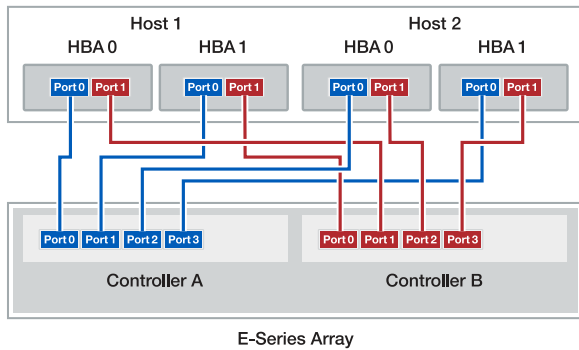 Host 1 Host 2
HBA 0 HBA 1 HBA 0 HBA 1
Port 0 Port 1 Port 0 Port 1 Port 0 Port 1 Port 0 Port 1
Port 0 Port 1 Port 2 Port 3 Port 0 Port 1 Port 2 Port 3
Controller A Controller B
E-Series Array